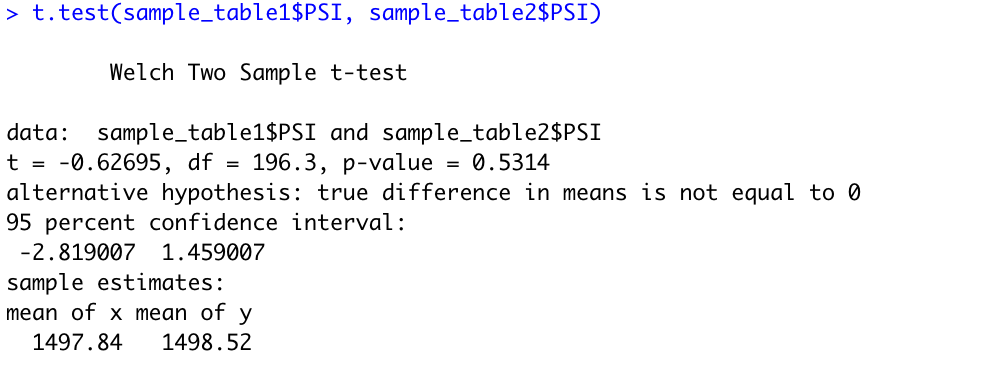 > t.test(sample_table1$PSI, sample_table2$PSI)
Welch Two Sample t-test
data:  sample_table1$PSI and sample_table2$PSI
t = -0.62695, df = 196.3, p-value = 0.5314
alternative hypothesis: true difference in means is not equal to 0
95 percent confidence interval:
-2.819007  1.459007
sample estimates:
mean of x mean of y
1497.84   1498.52